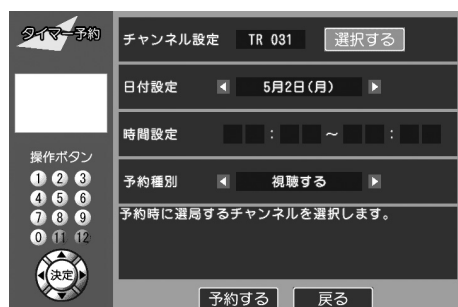 タイマー予約
チャンネル設定 TR 031 選択する
日付設定 5月2日(月)
時間設定 : ~ :
予約種別 視聴する
予約時に選局するチャンネルを選択します。
操作ボタン
1 2 3
4 5 6
7 8 9
0 11 12
決定
予約する 戻る